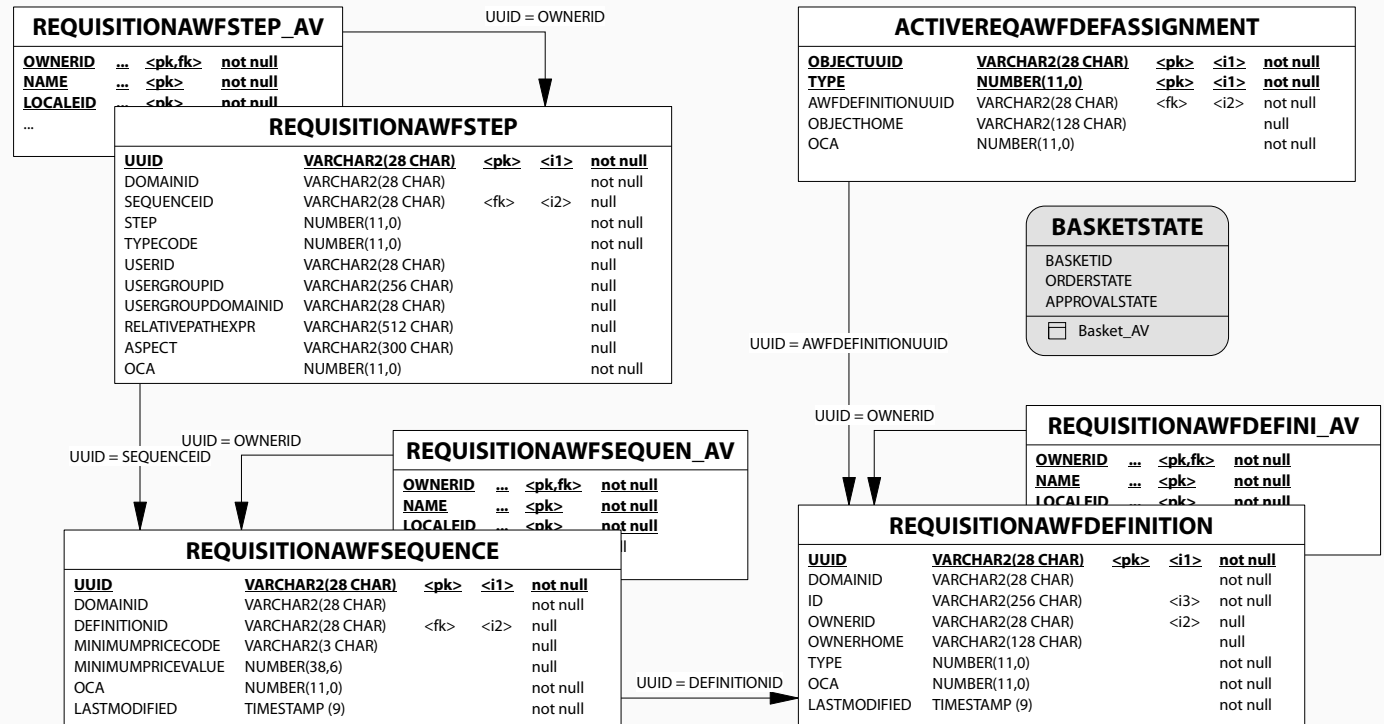 UUID = OWNERID
REQUISITIONAWFSTEP_AV
OWNERID ... <pk,fk> not null
NAME ... <pk> not null
LOCALEID ... <pk> not null
...
REQUISITIONAWFSTEP
UUID VARCHAR2(28 CHAR) <pk> <i1> not null
DOMAINID VARCHAR2(28 CHAR) not null
SEQUENCEID VARCHAR2(28 CHAR) <fk> <i2> null
STEP NUMBER(11,0) not null
TYPECODE NUMBER(11,0) not null
USERID VARCHAR2(28 CHAR) null
USERGROUPID VARCHAR2(256 CHAR) null
USERGROUPDOMAINID VARCHAR2(28 CHAR) null
RELATIVEPATHEXPR VARCHAR2(512 CHAR) null
ASPECT VARCHAR2(300 CHAR) null
OCA NUMBER(11,0) not null
ACTIVEREQAWFDEFASSIGNMENT
OBJECTUUID VARCHAR2(28 CHAR) <pk> <i1> not null
TYPE NUMBER(11,0) <pk> <i1> not null
AWFDEFINITIONUUID VARCHAR2(28 CHAR) <fk> <i2> not null
OBJECTHOME VARCHAR2(128 CHAR) null
OCA NUMBER(11,0) not null
BASKETSTATE
BASKETID
ORDERSTATE
APPROVALSTATE
Basket_AV
UUID = AWFDEFINITIONUUID
UUID = OWNERID
UUID = SEQUENCEID
UUID = OWNERID
REQUISITIONAWFSEQUEN_AV
OWNERID ... <pk,fk> not null
NAME ... <pk> not null
LOCALEID ... <pk> not null
REQUISITIONAWFSEQUENCE
UUID VARCHAR2(28 CHAR) <pk> <i1> not null
DOMAINID VARCHAR2(28 CHAR) not null
DEFINITIONID VARCHAR2(28 CHAR) <fk> <i2> null
MINIMUMPRICECODE VARCHAR2(3 CHAR) null
MINIMUMPRICEVALUE NUMBER(38,6) null
OCA NUMBER(11,0) not null
LASTMODIFIED TIMESTAMP (9) not null
UUID = DEFINITIONID
REQUISITIONAWFDEFINI_AV
OWNERID ... <pk,fk> not null
NAME ... <pk> not null
LOCALEID ... <pk> not null
REQUISITIONAWFDEFINITION
UUID VARCHAR2(28 CHAR) <pk> <i1> not null
DOMAINID VARCHAR2(28 CHAR) not null
ID VARCHAR2(256 CHAR) <i3> not null
OWNERID VARCHAR2(28 CHAR) <i2> null
OWNERHOME VARCHAR2(128 CHAR) null
TYPE NUMBER(11,0) not null
OCA NUMBER(11,0) not null
LASTMODIFIED TIMESTAMP (9) not null